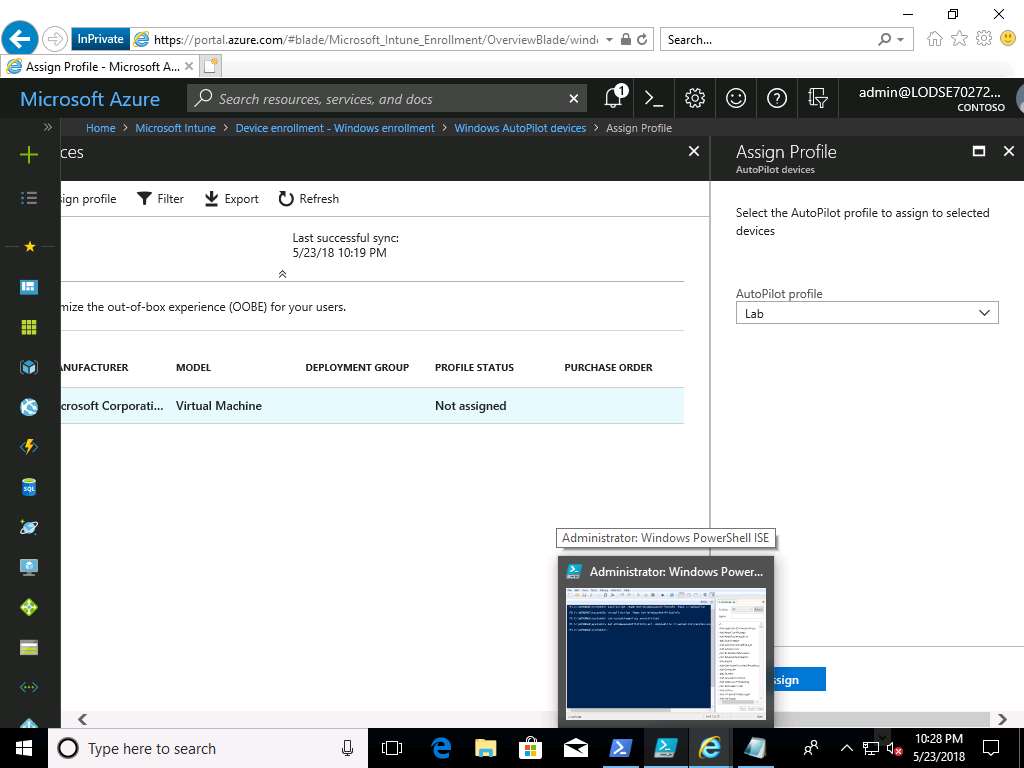 InPrivate
https://portal.azure.com/#blade/Microsoft_Intune_Enrollment/OverviewBlade/wind
Search...
Assign Profile - Microsoft A...
Microsoft Azure
Search resources, services, and docs
1
admin@LODSE70272...
CONTOSO
Home > Microsoft Intune > Device enrollment - Windows enrollment > Windows AutoPilot devices > Assign Profile
ces
Assign Profile
AutoPilot devices
ign profile
Filter
Export
Refresh
Select the AutoPilot profile to assign to selected
devices
Last successful sync:
5/23/18 10:19 PM
mize the out-of-box experience (OOBE) for your users.
AutoPilot profile
Lab
ANUFACTURER
MODEL
DEPLOYMENT GROUP
PROFILE STATUS
PURCHASE ORDER
crosoft Corporati...
Virtual Machine
Not assigned
SQL
Administrator: Windows PowerShell ISE
Administrator: Windows Power...
ssign
Type here to search
10:28 PM
5/23/2018